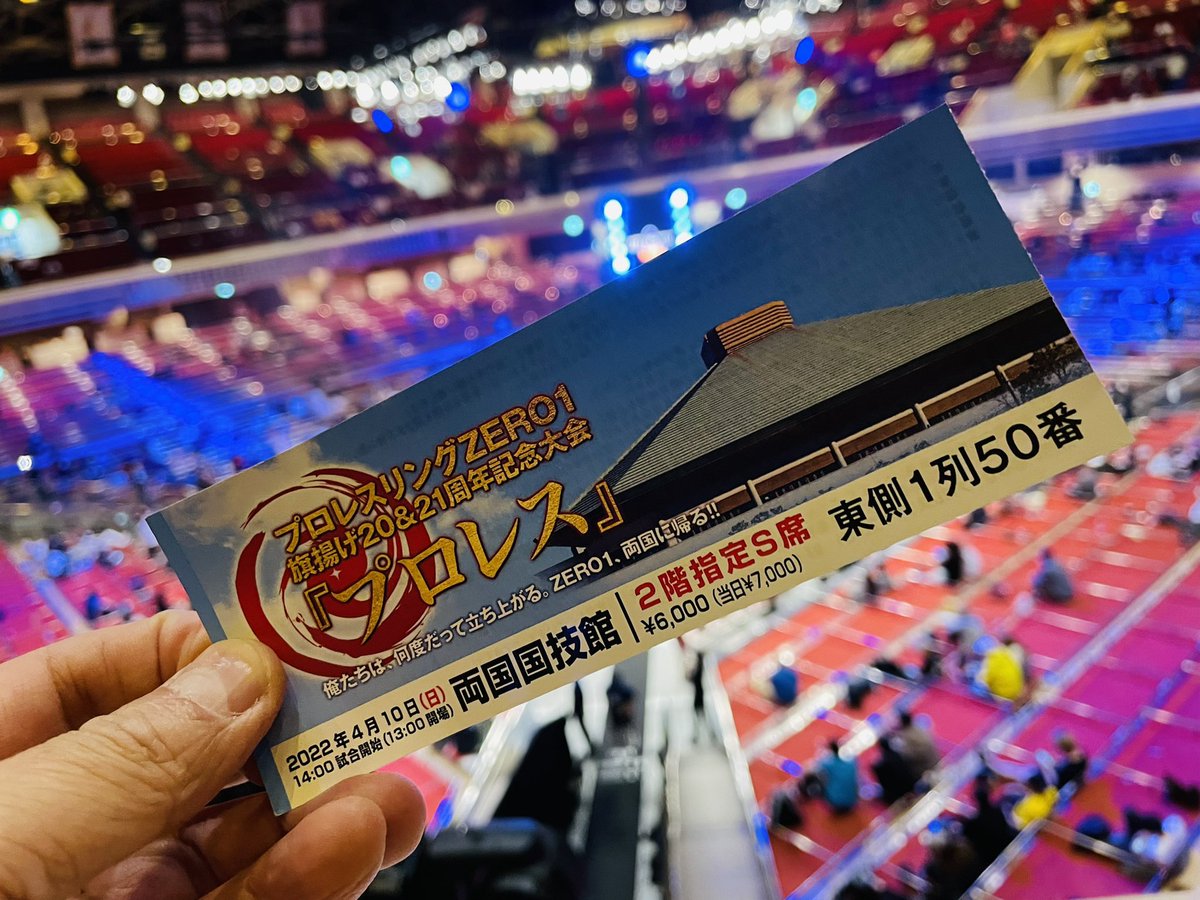 プロレスリングZERO1
旗揚げ20&21周年記念大会
『プロレス』
俺たちは、何度だって立ち上がる。ZERO1、両国に帰る!!
2022年4月10日(日)
14:00 試合開始 (13:00 開場)
両国国技館
2階指定S席
¥6,000 (当日¥7,000)
東側1列50番